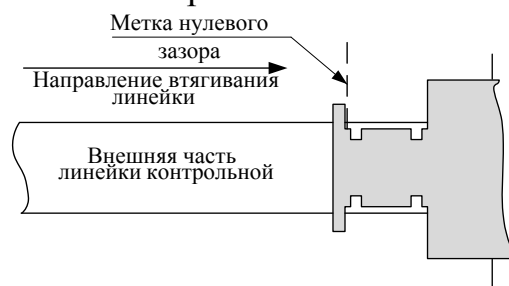 Метка нулевого
зазора
Направление втягивания
линейки
Внешняя часть
линейки контрольной